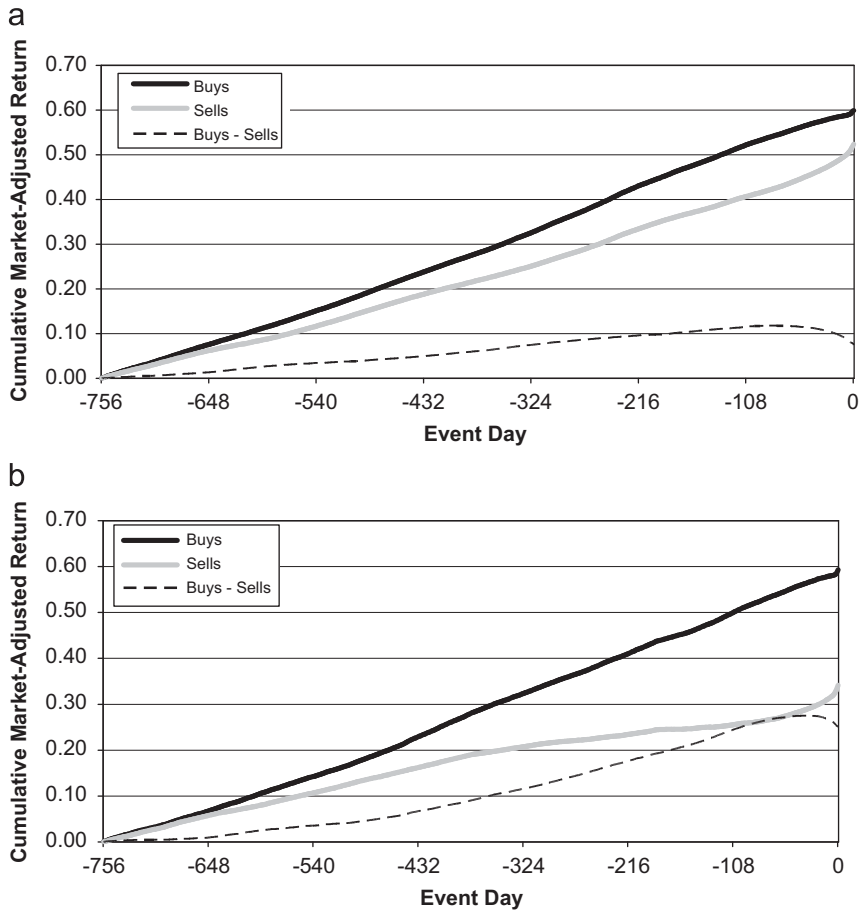 a
Cumulative Market-Adjusted Return
0.70
0.60
0.50
0.40
0.30
0.20
0.10
0.00
Buys
Sells
Buys - Sells
-756 -648 -540 -432 -324 -216 -108 0
Event Day
b
Cumulative Market-Adjusted Return
0.70
0.60
0.50
0.40
0.30
0.20
0.10
0.00
Buys
Sells
Buys - Sells
-756 -648 -540 -432 -324 -216 -108 0
Event Day